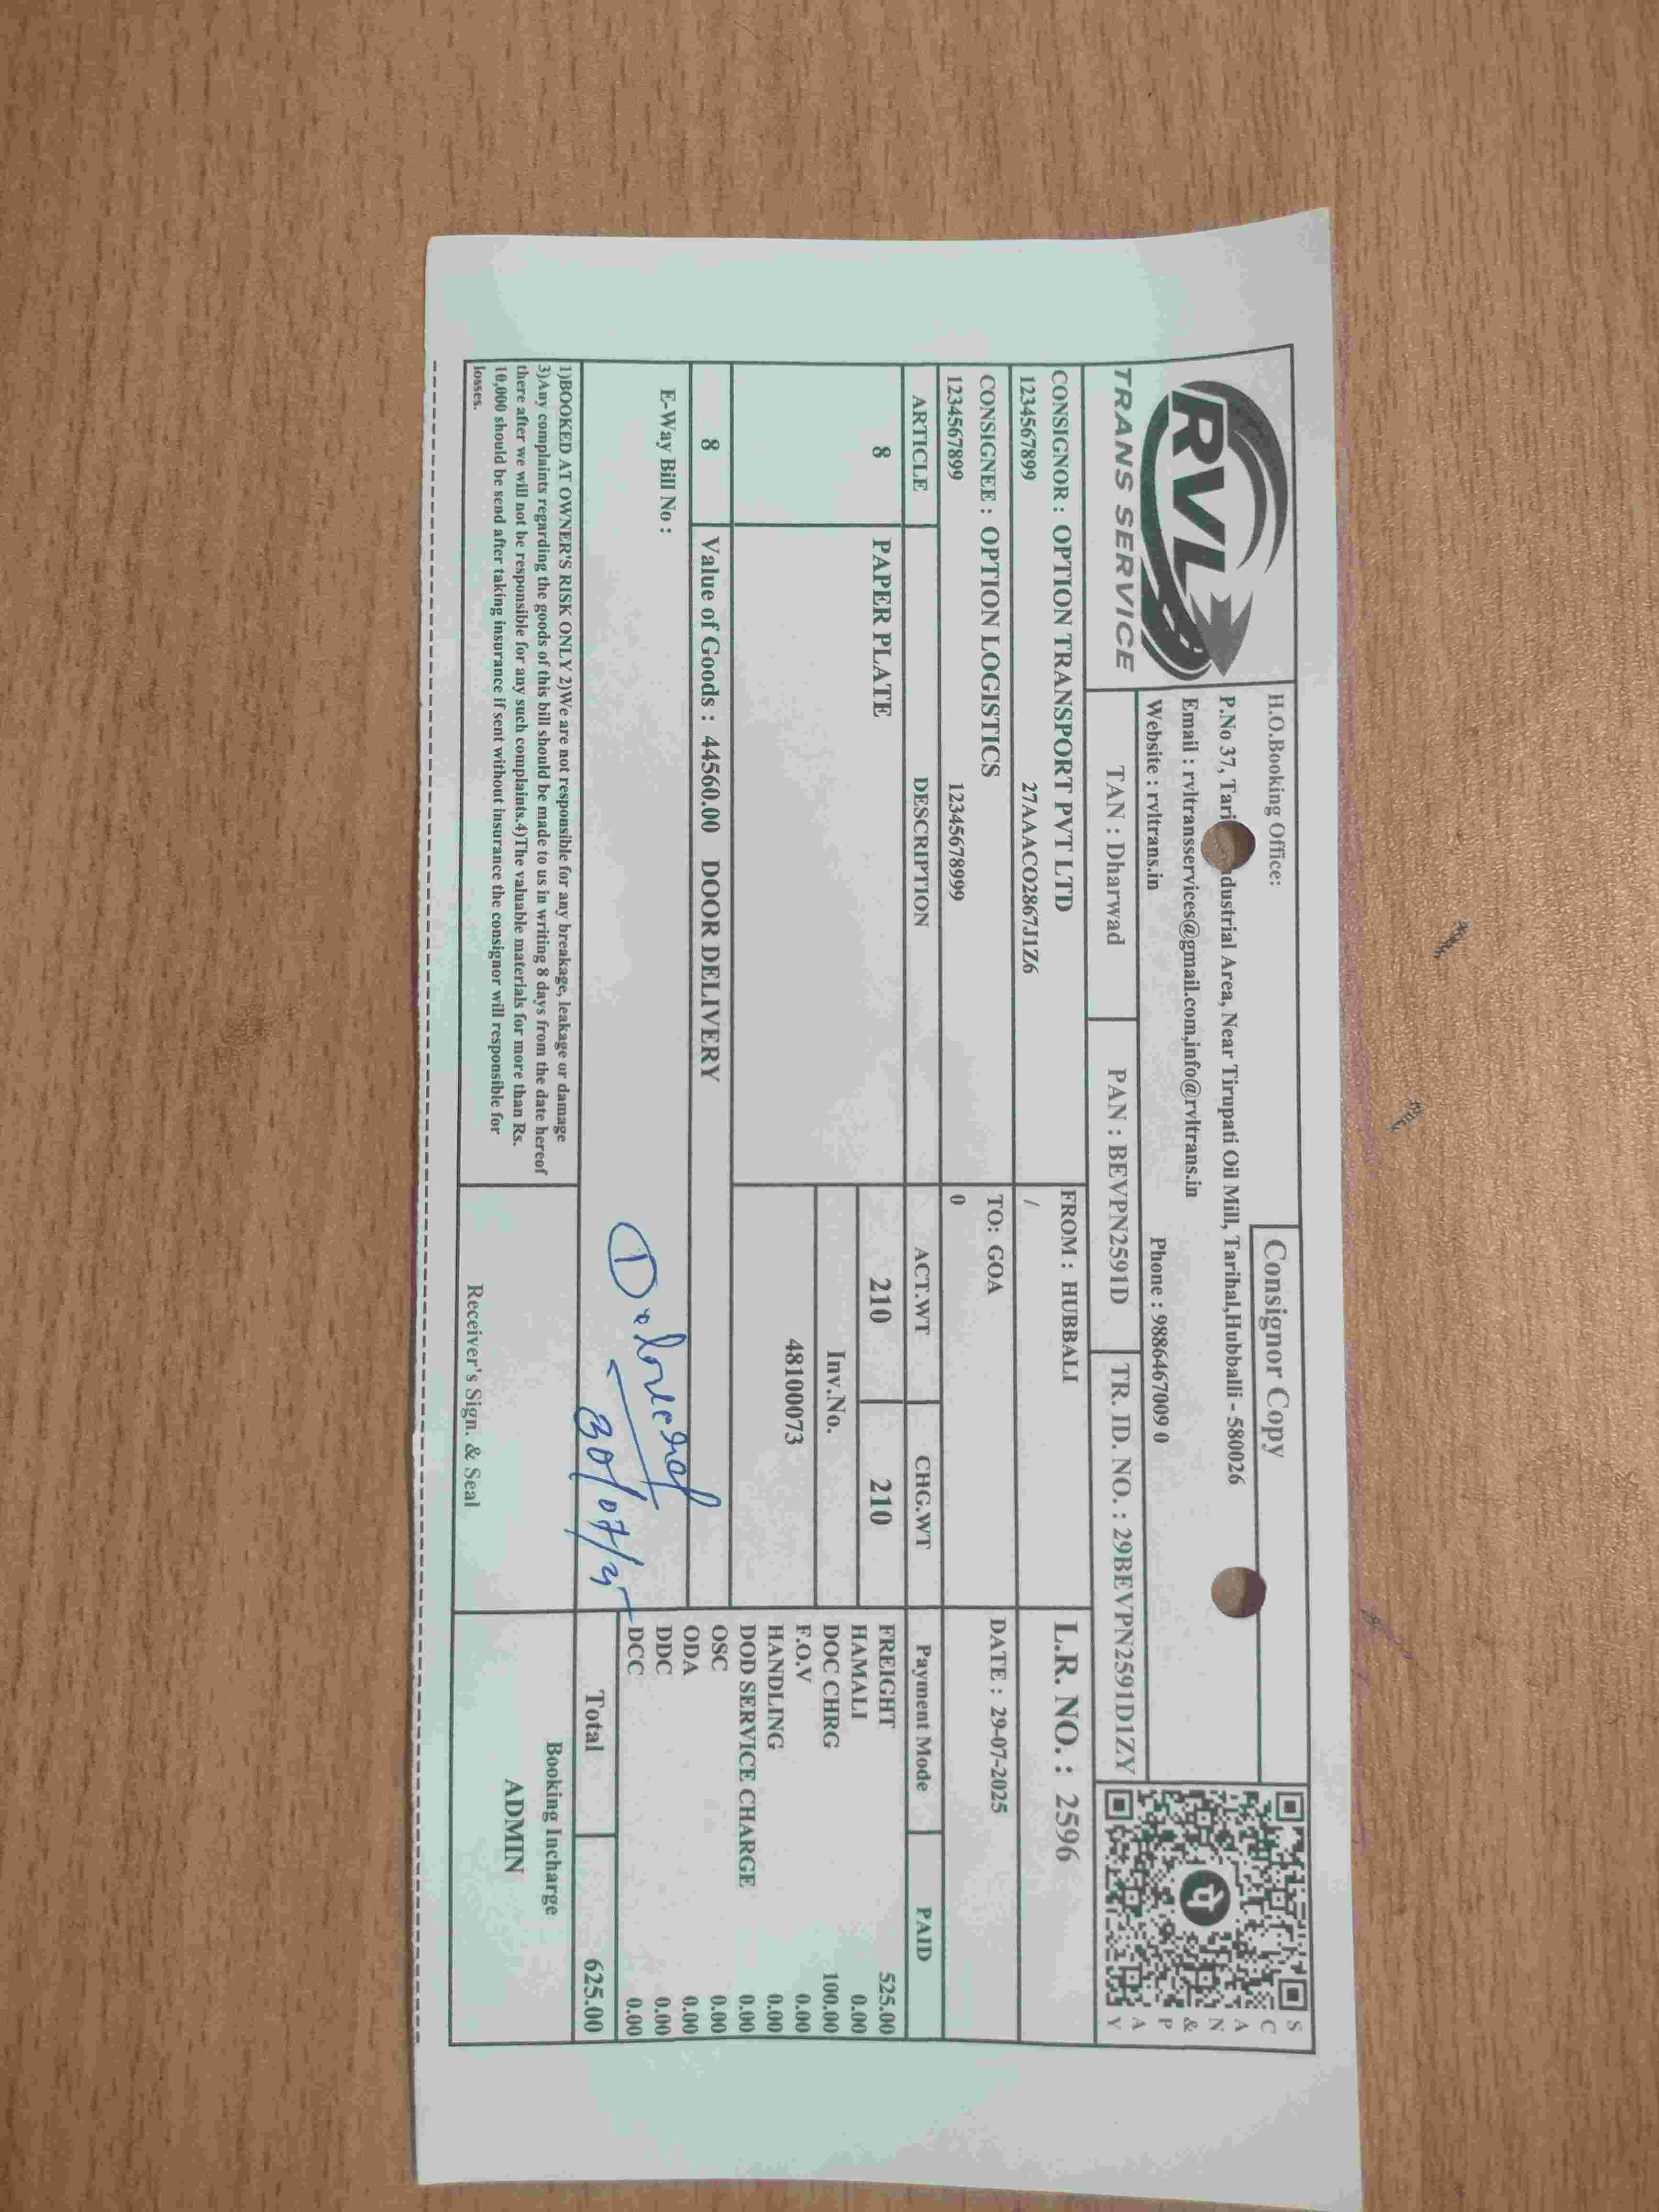 RVL
TRANS SERVICE
H.O.Booking Office:
Consignor Copy
P.No 37, Tari dustrial Area, Near Tirupati Oil Mill, Tarihal,Hubballi - 580026
Email : rvltransservices@gmail.com,info@rvltrans.in
Website : rvltrans.in Phone : 9886467009 0
SCAN & PAY
TAN : Dharwad PAN : BEVPN2591D TR. ID. NO. : 29BEVPN2591D1ZY
CONSIGNOR : OPTION TRANSPORT PVT LTD FROM : HUBBALI L.R. NO. : 2596
1234567899 27AAACO2867J1Z6 /
CONSIGNEE : OPTION LOGISTICS TO: GOA DATE : 29-07-2025
1234567899 12345678999 0
ARTICLE DESCRIPTION ACT.WT CHG.WT Payment Mode PAID
8 PAPER PLATE 210 210 FREIGHT 525.00
HAMALI 0.00
Inv.No. DOC CHRG 100.00
F.O.V 0.00
48100073 HANDLING 0.00
DOD SERVICE CHARGE 0.00
8 Value of Goods : 44560.00 DOOR DELIVERY OSC 0.00
ODA 0.00
E-Way Bill No : DDC 0.00
DCC 0.00
30/07/25
Total 625.00
1)BOOKED AT OWNER'S RISK ONLY 2)We are not responsible for any breakage, leakage or damage
3)Any complaints regarding the goods of this bill should be made to us in writing 8 days from the date hereof
there after we will not be responsible for any such complaints.4)The valuable materials for more than Rs.
10,000 should be send after taking insurance if sent without insurance the consignor will responsible for
losses.
Receiver's Sign. & Seal
Booking Incharge
ADMIN